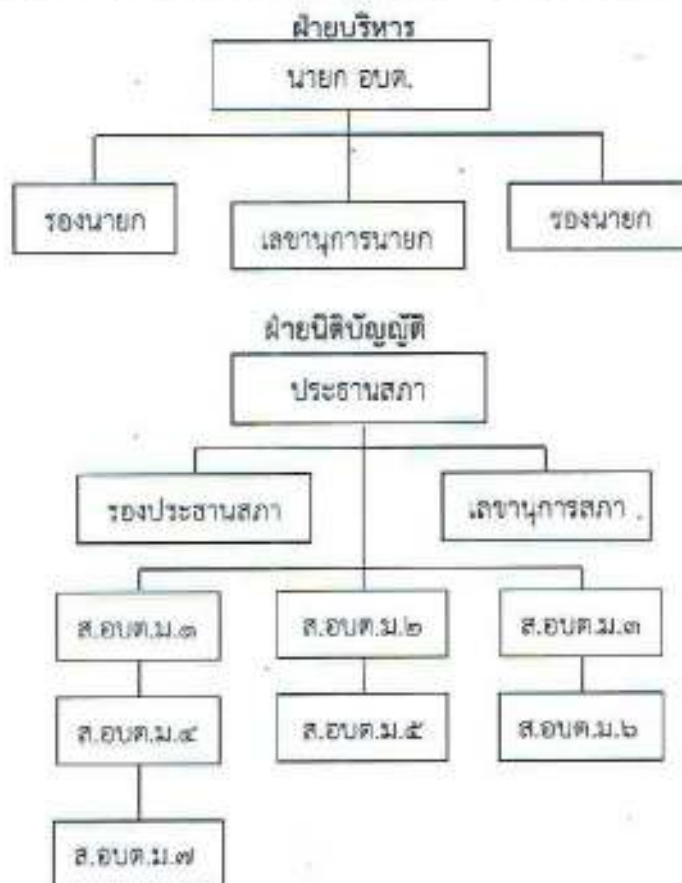 ฝ่ายบริหาร
นายก อบต.
รองนายก
เลขานุการนายก
รองนายก
ฝ่ายนิติบัญญัติ
ประธานสภา
รองประธานสภา
เลขานุการสภา
ส.อบต.ม.๑
ส.อบต.ม.๒
ส.อบต.ม.๓
ส.อบต.ม.๔
ส.อบต.ม.๕
ส.อบต.ม.๖
ส.อบต.ม.๗